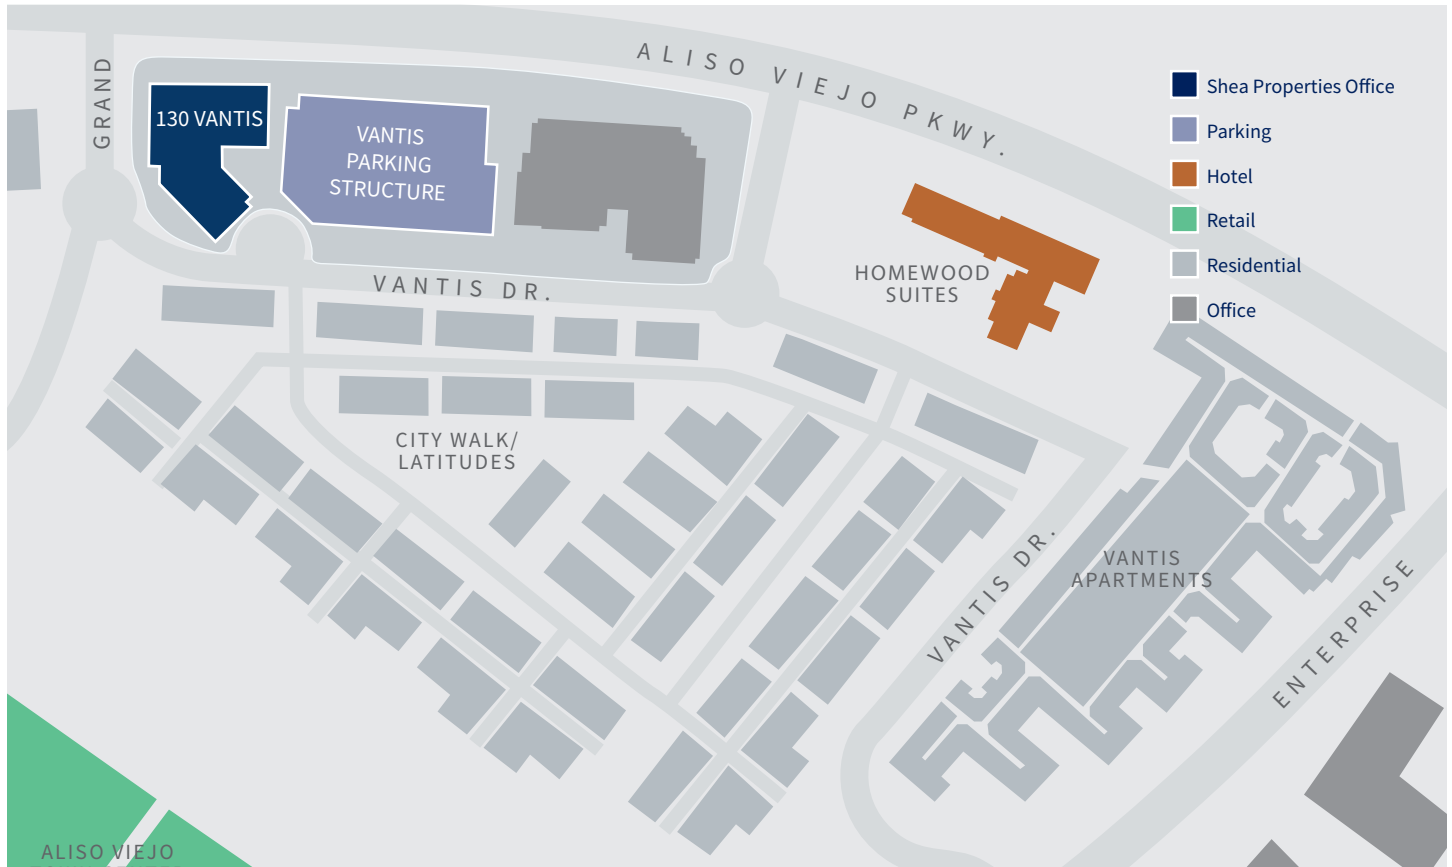 ALISO VIEJO PKWY.
GRAND
130 VANTIS
VANTIS
PARKING
STRUCTURE
Shea Properties Office
Parking
Hotel
Retail
Residential
Office
HOMEWOOD
SUITES
VANTIS DR.
CITY WALK/
LATITUDES
VANTIS DR.
VANTIS
APARTMENTS
ENTERPRISE
ALISO VIEJO